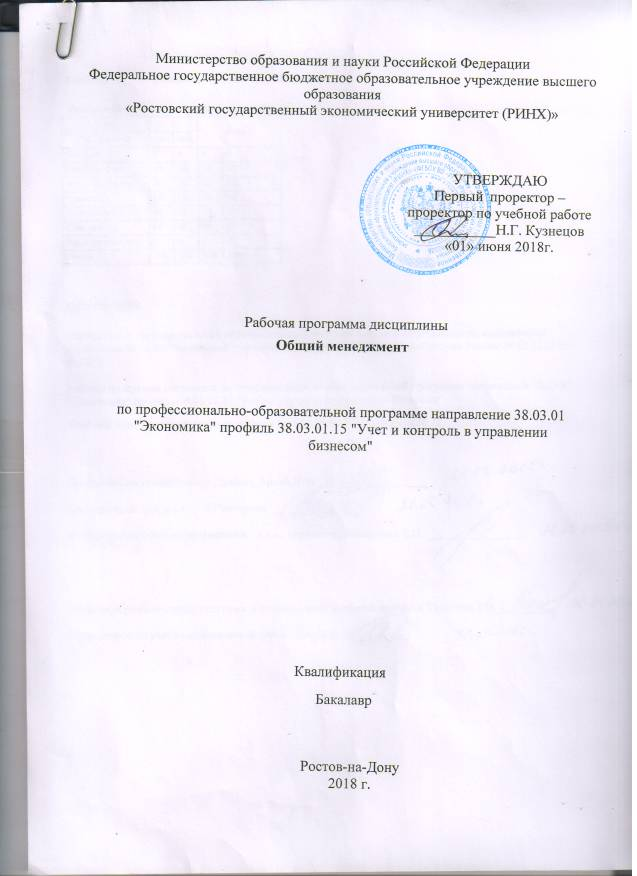 Министерство образования и науки Российской Федерации
Федеральное государственное бюджетное образовательное учреждение высшего
образования
«Ростовский государственный экономический университет (РИНХ)»
УТВЕРЖДАЮ
Первый проректор –
проректор по учебной работе
Н.Г. Кузнецов
«01» июня 2018г.
Рабочая программа дисциплины
Общий менеджмент
по профессионально-образовательной программе направление 38.03.01
"Экономика" профиль 38.03.01.15 "Учет и контроль в управлении
бизнесом"
Квалификация
Бакалавр
Ростов-на-Дону
2018 г.